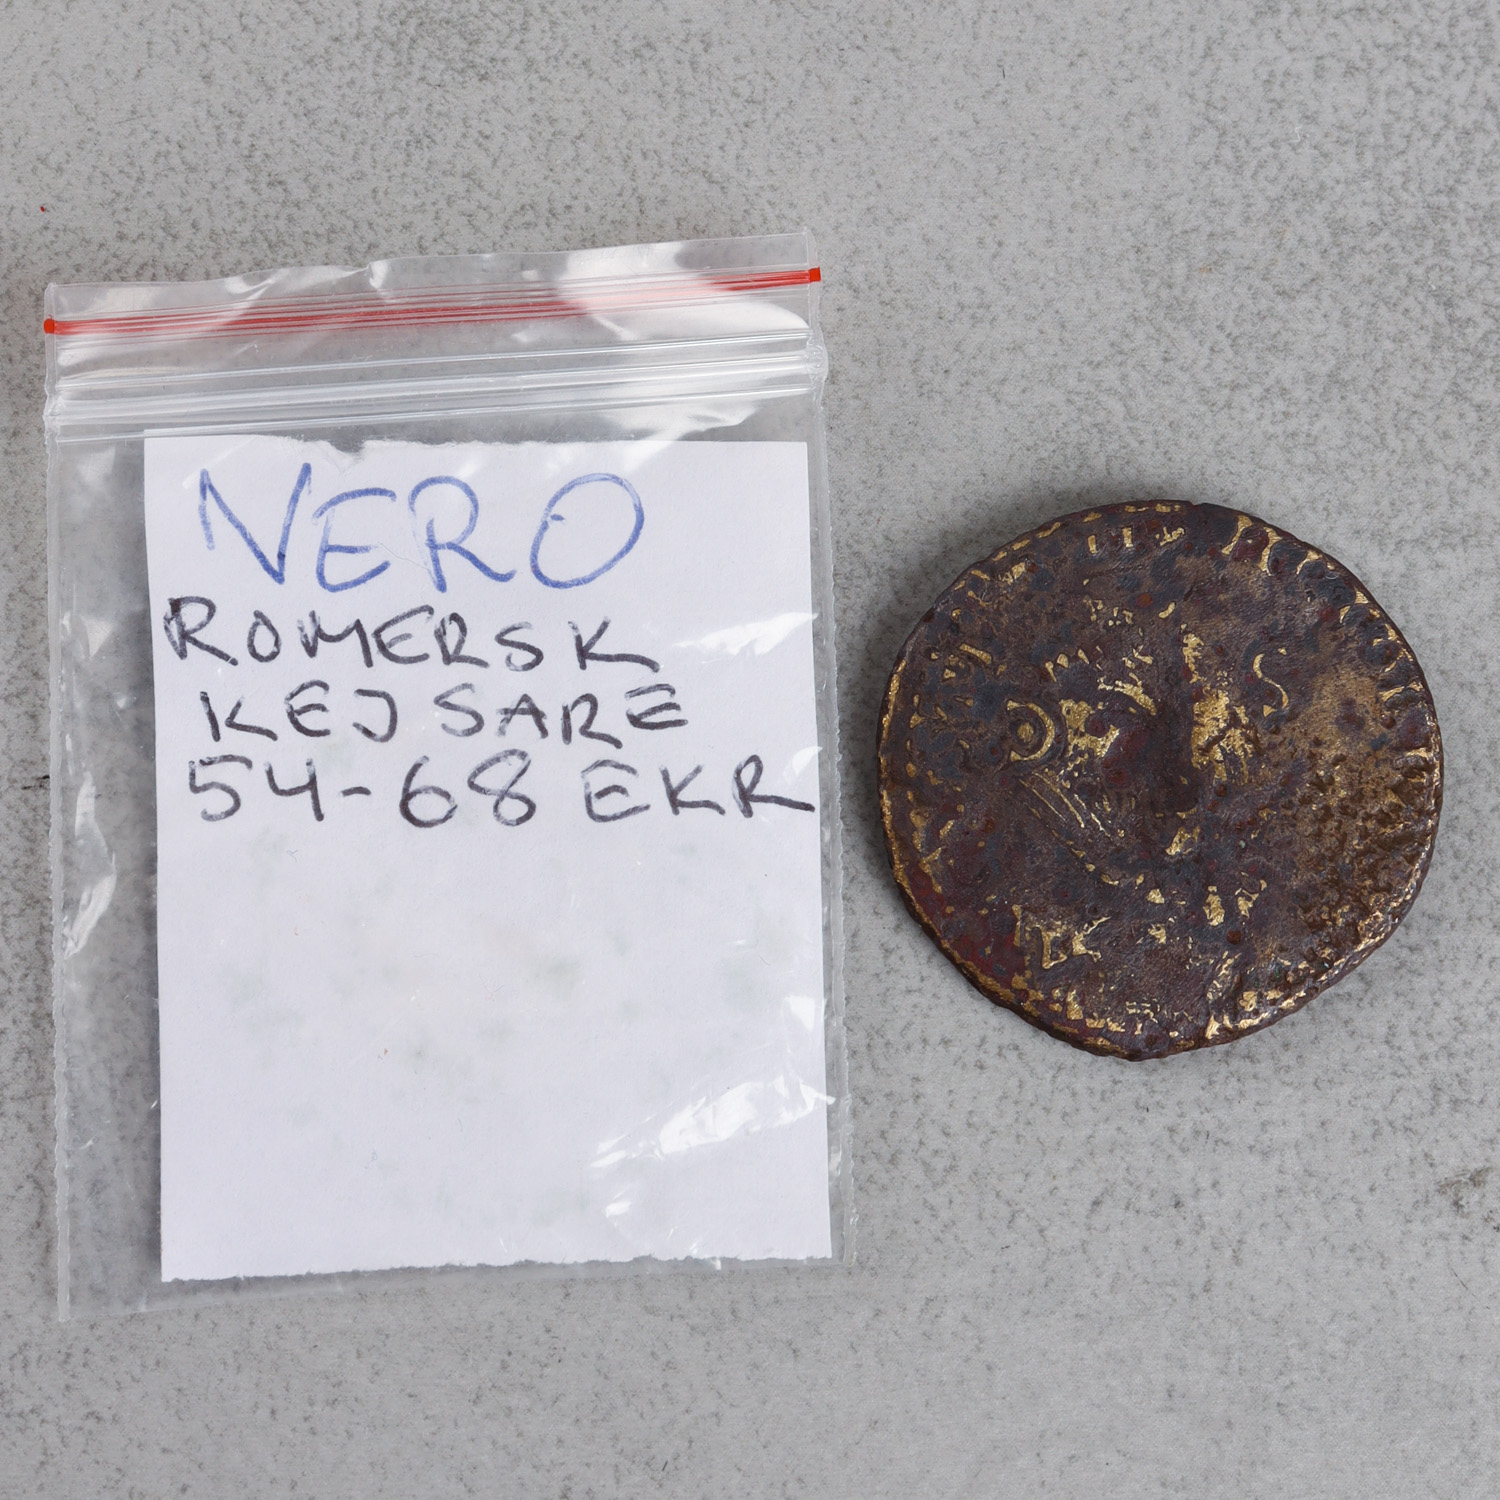 NERO
ROMERSK
KEJSARE
54-68 EKR